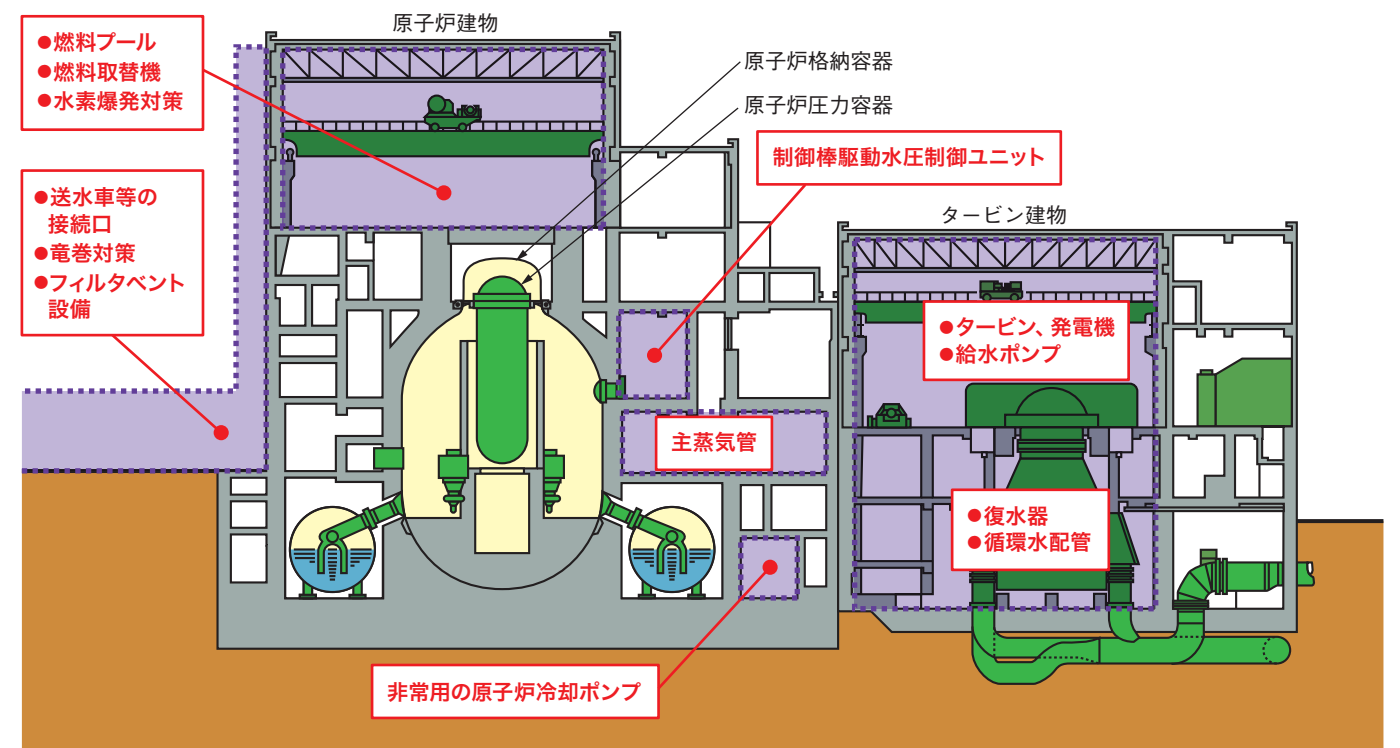 原子炉建物
●燃料プール
●燃料取替機
●水素爆発対策
原子炉格納容器
原子炉圧力容器
制御棒駆動水圧制御ユニット
●送水車等の
接続口
●竜巻対策
●フィルタベント
設備
タービン建物
●タービン、発電機
●給水ポンプ
主蒸気管
●復水器
●循環水配管
非常用の原子炉冷却ポンプ